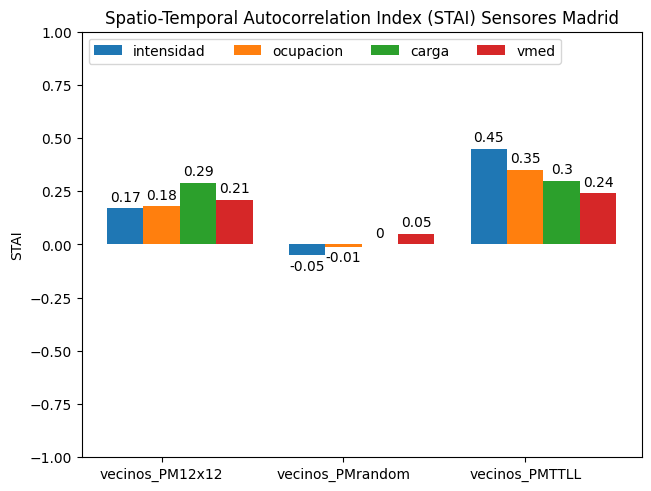 Spatio-Temporal Autocorrelation Index (STAI) Sensores Madrid
intensidad ocupacion carga vmed
1.00
0.75
0.50
0.25
0.00
−0.25
−0.50
−0.75
−1.00
STAI
0.17 0.18 0.29 0.21
-0.05 -0.01 0 0.05
0.45 0.35 0.3 0.24
vecinos_PM12x12 vecinos_PMrandom vecinos_PMTTLL